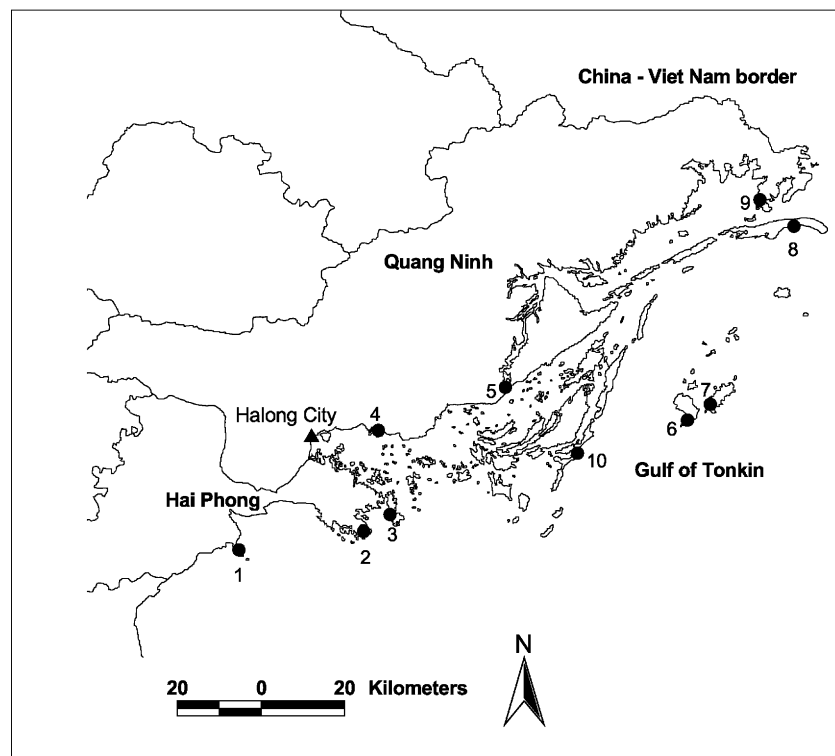 China - Viet Nam border
9
8
Quang Ninh
5
7
Halong City
4
6
10
Gulf of Tonkin
Hai Phong
3
2
1
N
20 0 20 Kilometers